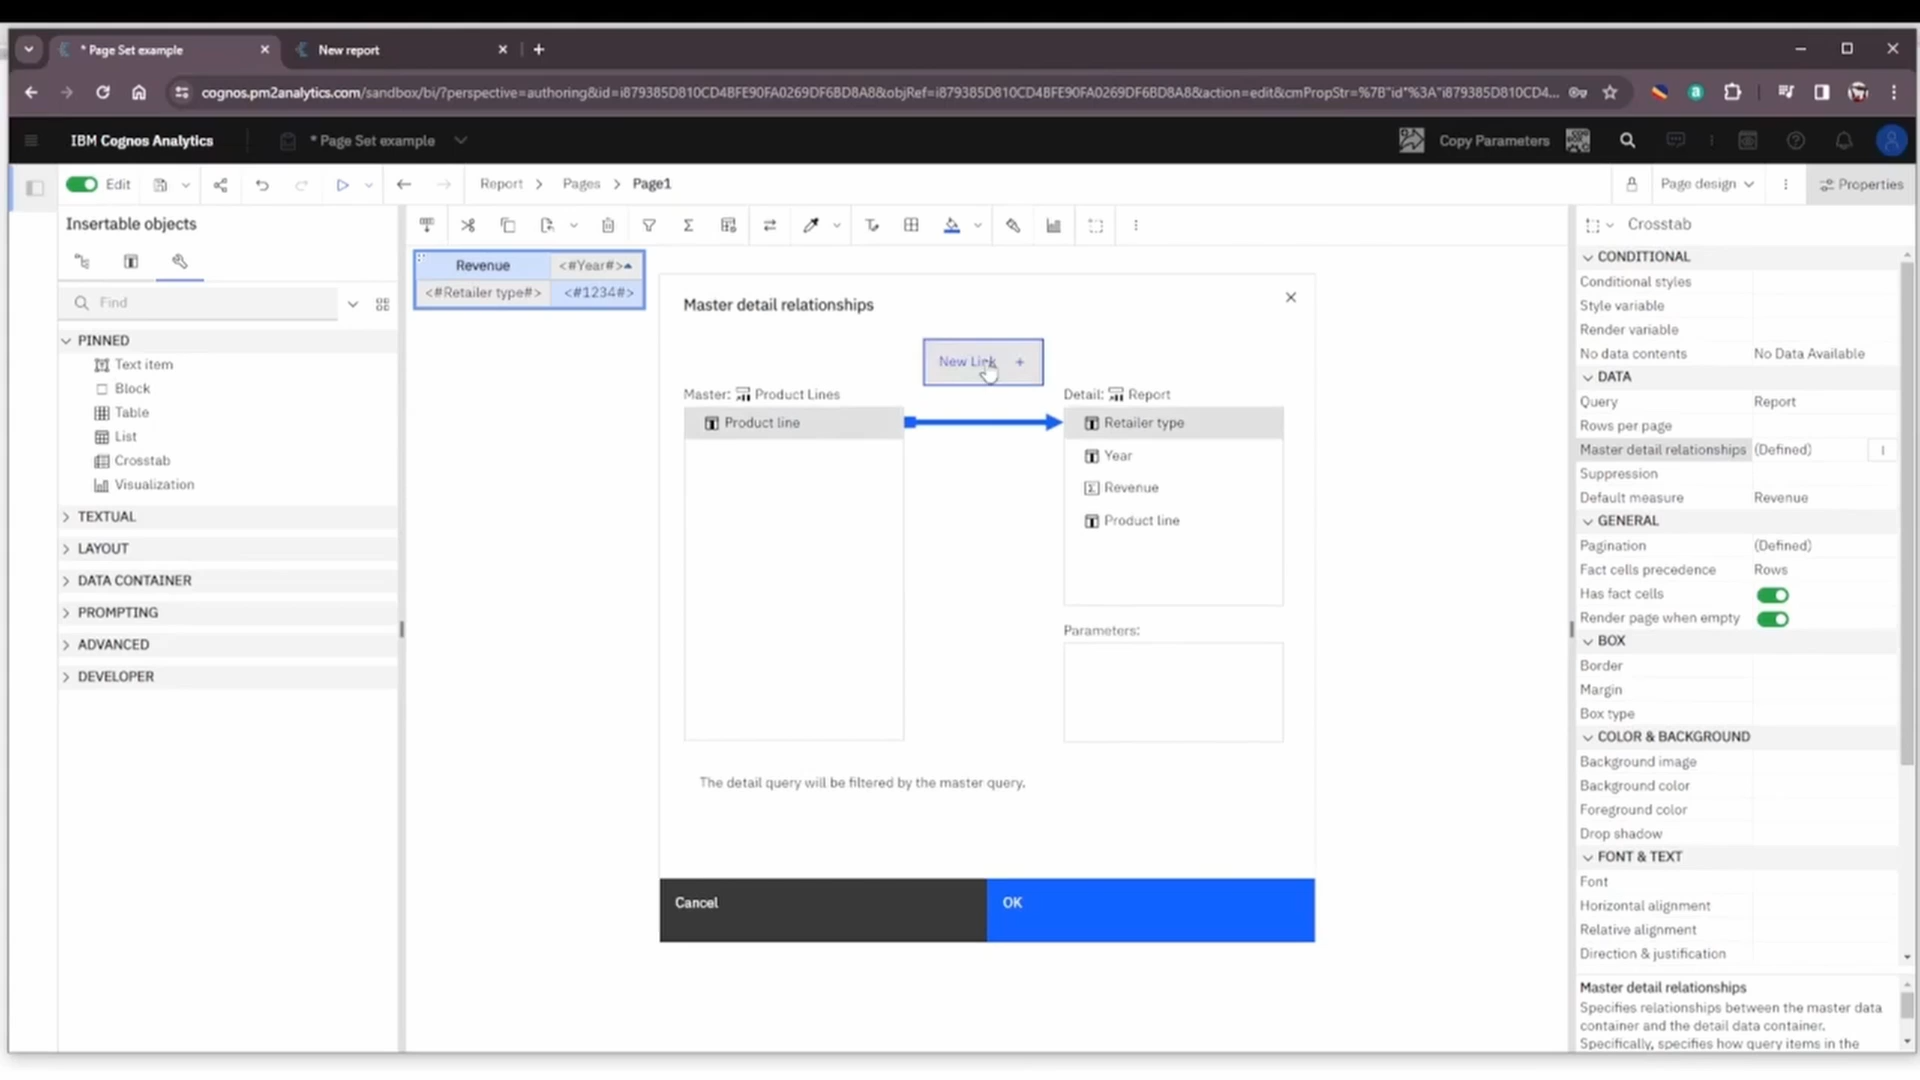 * Page Set example
New report
cognos.pm2analytics.com/sandbox/bi/?perspective=authoring&id=i879385D810CD4BFE90FA0269DF6BD8A8&objRef=i879385D810CD4BFE90FA0269DF6BD8A8&action=edit&cmPropStr=%7B"id"%3A"i879385D810CD4...
IBM Cognos Analytics
* Page Set example
Copy Parameters
Edit
Report > Pages > Page1
Page design
Properties
Insertable objects
Find
PINNED
Text item
Block
Table
List
Crosstab
Visualization
TEXTUAL
LAYOUT
DATA CONTAINER
PROMPTING
ADVANCED
DEVELOPER
Revenue <#Year#>
<#Retailer type#> <#1234#>
Master detail relationships
New Link +
Master: Product Lines
Product line
Detail: Report
Retailer type
Year
Revenue
Product line
Parameters:
The detail query will be filtered by the master query.
Cancel
OK
Crosstab
CONDITIONAL
Conditional styles
Style variable
Render variable
No data contents No Data Available
DATA
Query Report
Rows per page
Master detail relationships (Defined)
Suppression
Default measure Revenue
GENERAL
Pagination (Defined)
Fact cells precedence Rows
Has fact cells
Render page when empty
BOX
Border
Margin
Box type
COLOR & BACKGROUND
Background image
Background color
Foreground color
Drop shadow
FONT & TEXT
Font
Horizontal alignment
Relative alignment
Direction & justification
Master detail relationships
Specifies relationships between the master data
container and the detail data container.
Specifically, specifies how query items in the